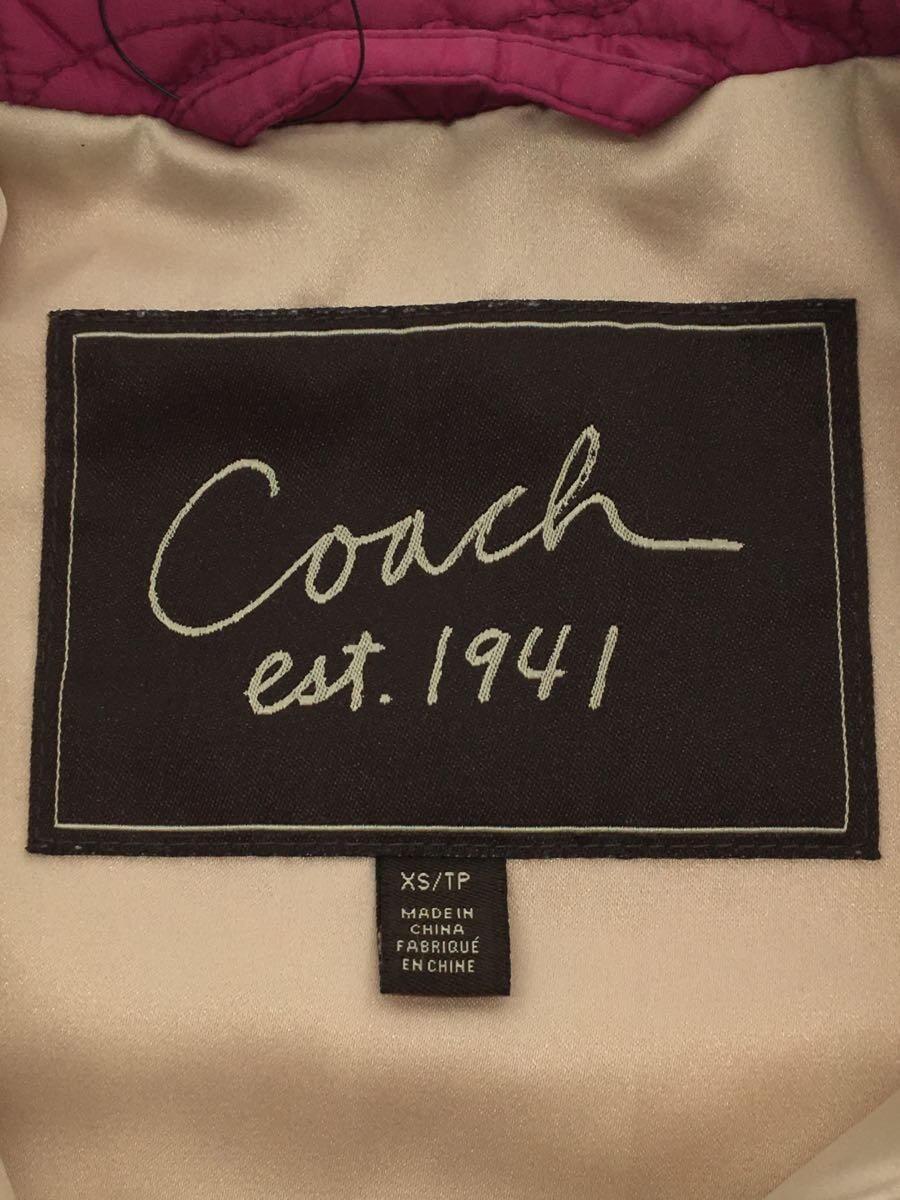 Coach
est. 1941
XS/TP
MADE IN
CHINA
FABRIQUÉ
EN CHINE